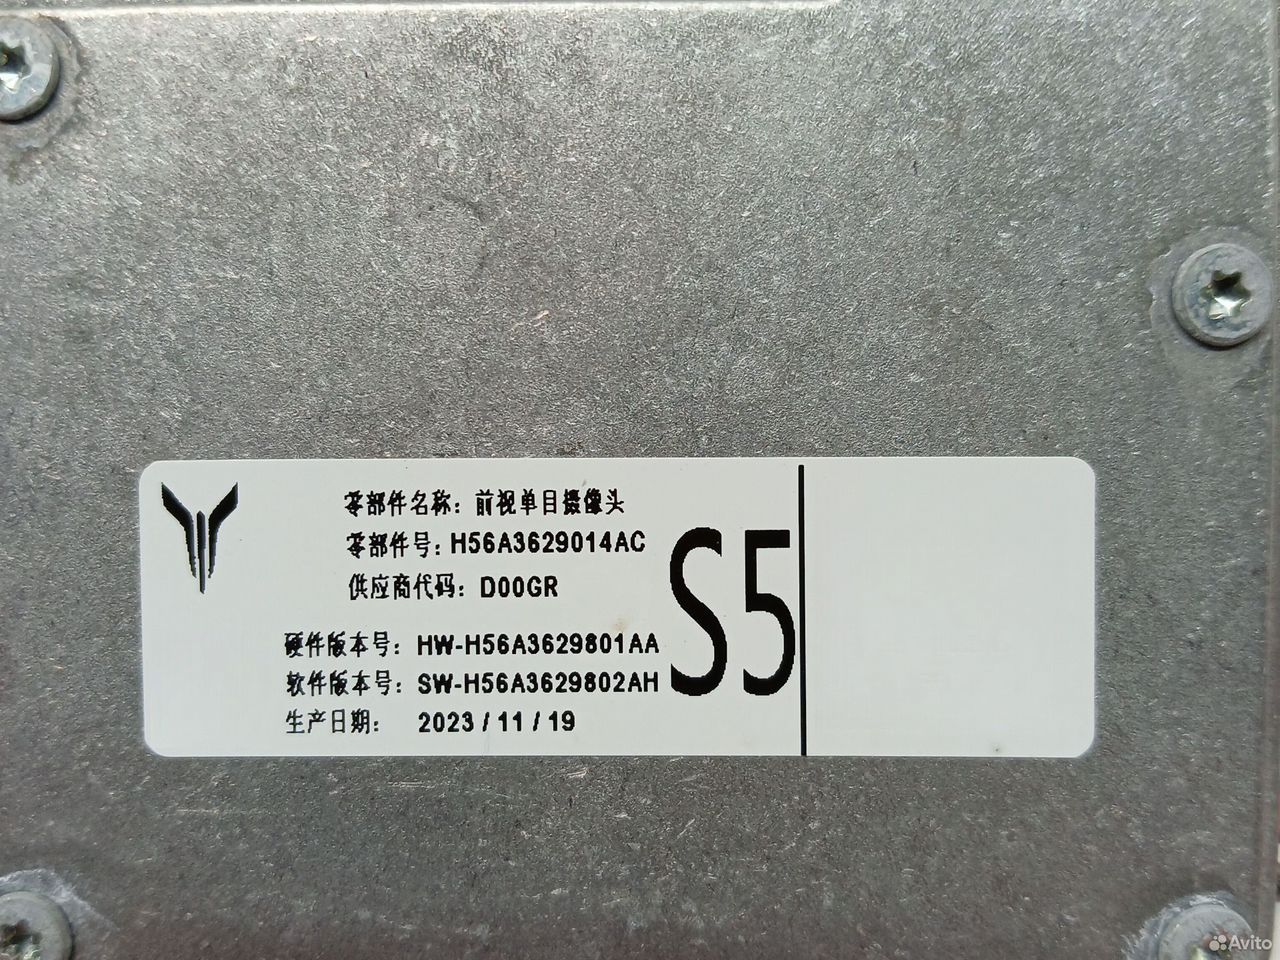 零部件名称：前视单目摄像头
零部件号：H56A3629014AC
供应商代码：D00GR
S5
硬件版本号：HW-H56A3629801AA
软件版本号：SW-H56A3629802AH
生产日期：2023/11/19
Avito